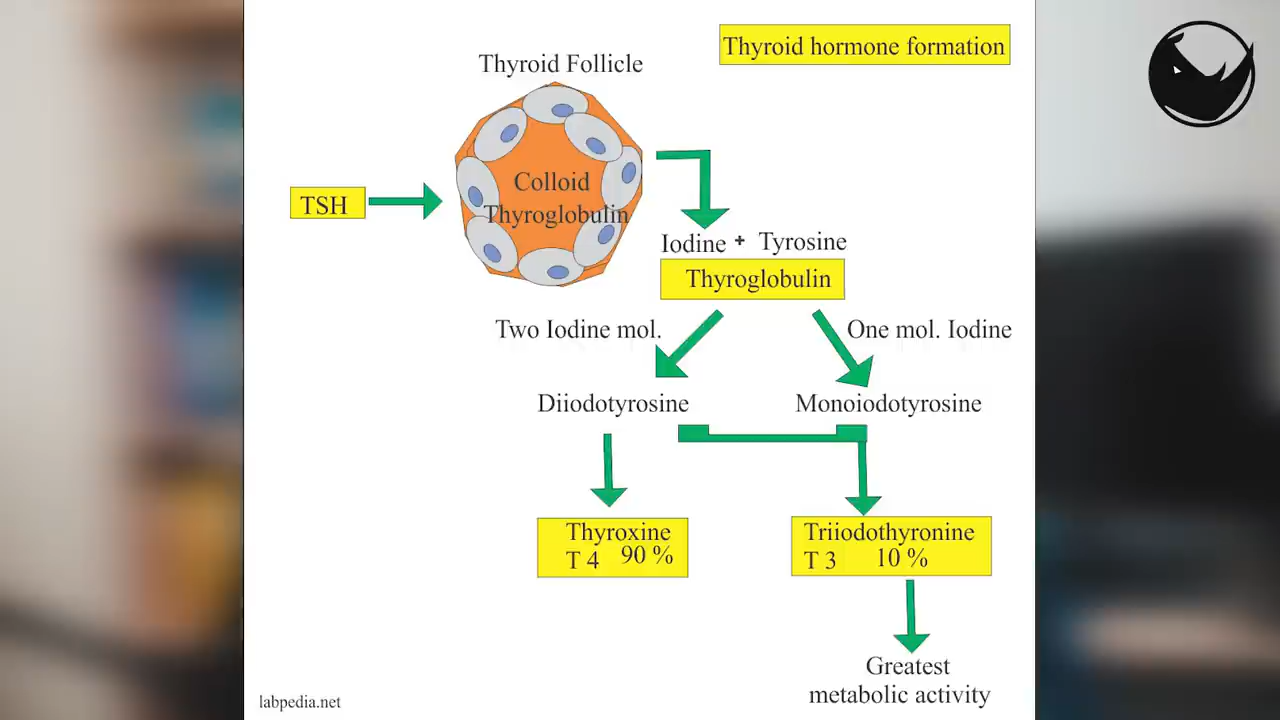 Thyroid hormone formation
Thyroid Follicle
TSH
Colloid
Thyroglobulin
Iodine + Tyrosine
Thyroglobulin
Two Iodine mol.
One mol. Iodine
Diiodotyrosine
Monoiodotyrosine
Thyroxine
T 4 90 %
Triiodothyronine
T 3 10 %
Greatest
metabolic activity
labpedia.net